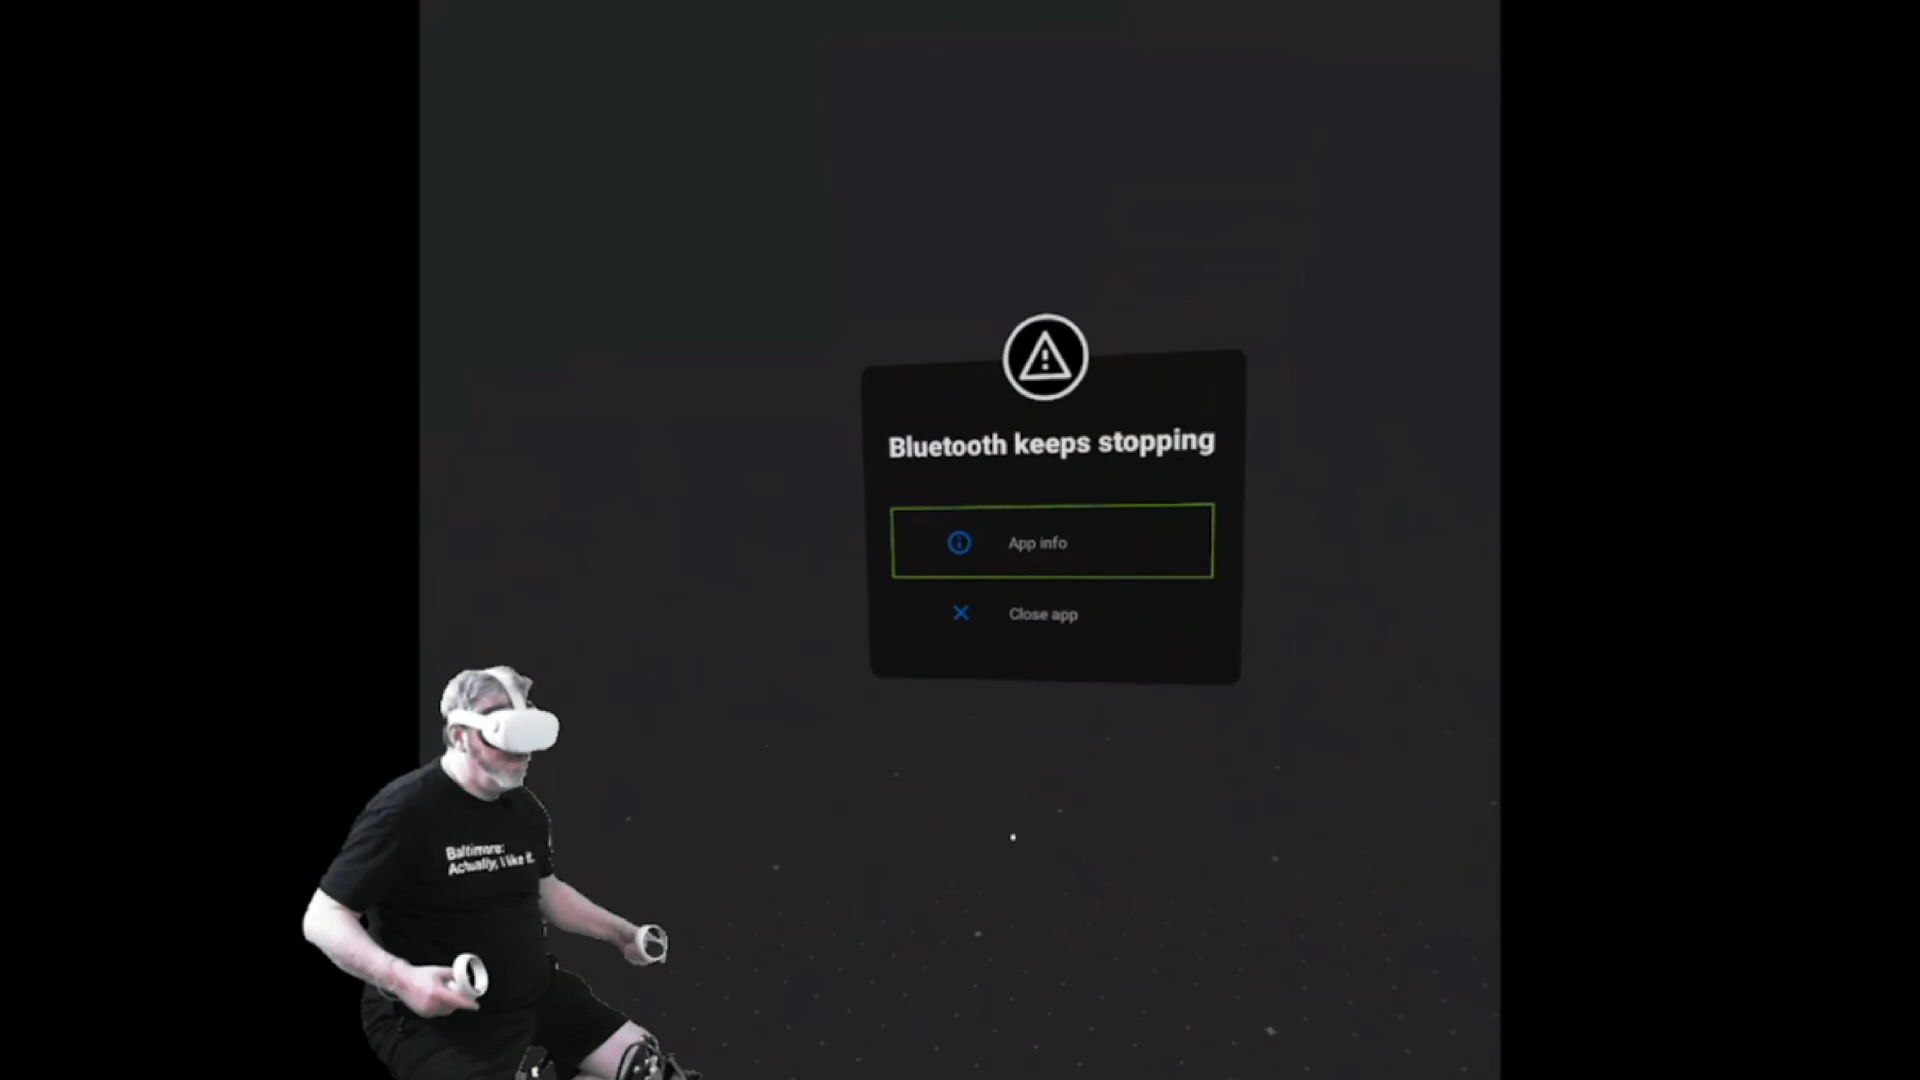 Bluetooth keeps stopping
App info
Close app
Baltimore:
Actually, I like it.